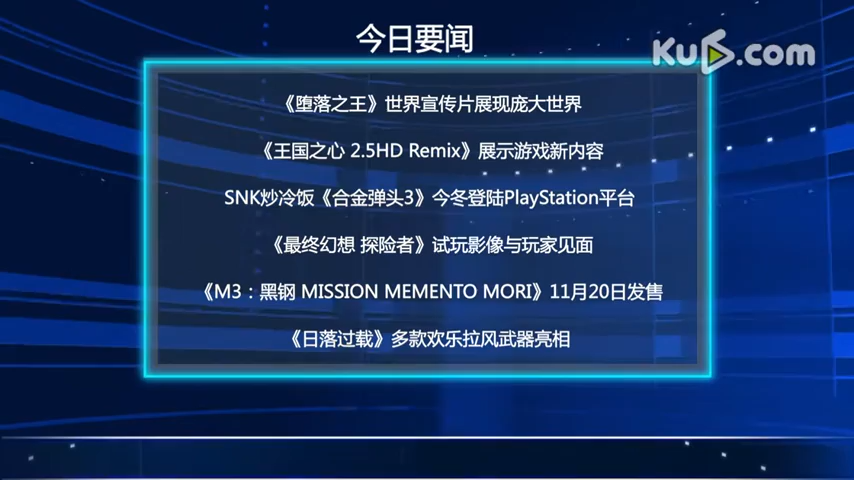 今日要闻
Ku6.com
《堕落之王》世界宣传片展现庞大世界
《王国之心 2.5HD Remix》展示游戏新内容
SNK炒冷饭《合金弹头3》今冬登陆PlayStation平台
《最终幻想 探险者》试玩影像与玩家见面
《M3：黑钢 MISSION MEMENTO MORI》11月20日发售
《日落过载》多款欢乐拉风武器亮相